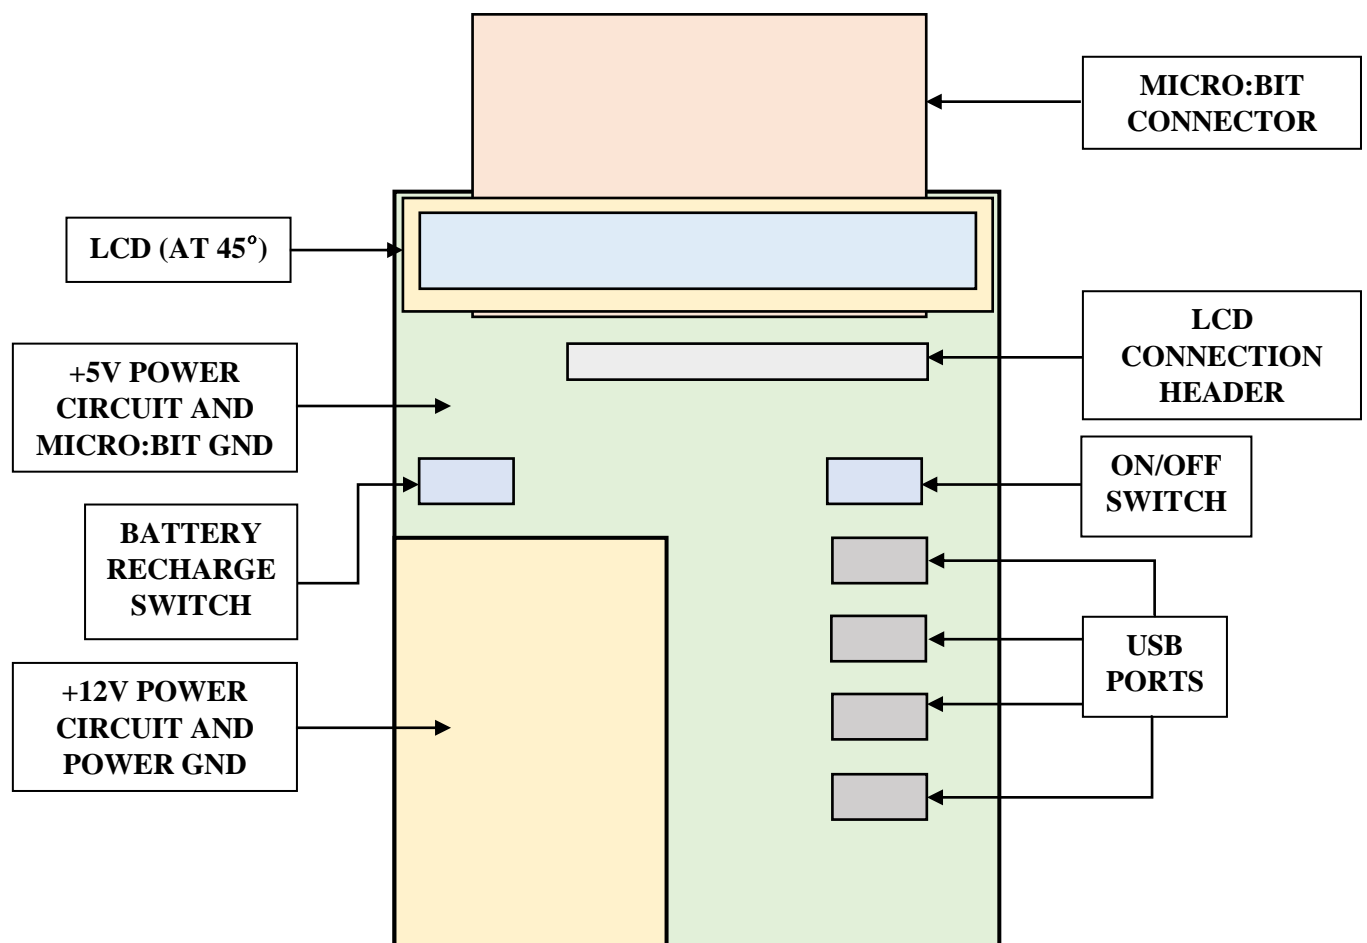 MICRO:BIT
CONNECTOR
LCD (AT 45°)
LCD
CONNECTION
HEADER
+5V POWER
CIRCUIT AND
MICRO:BIT GND
ON/OFF
SWITCH
BATTERY
RECHARGE
SWITCH
USB
PORTS
+12V POWER
CIRCUIT AND
POWER GND